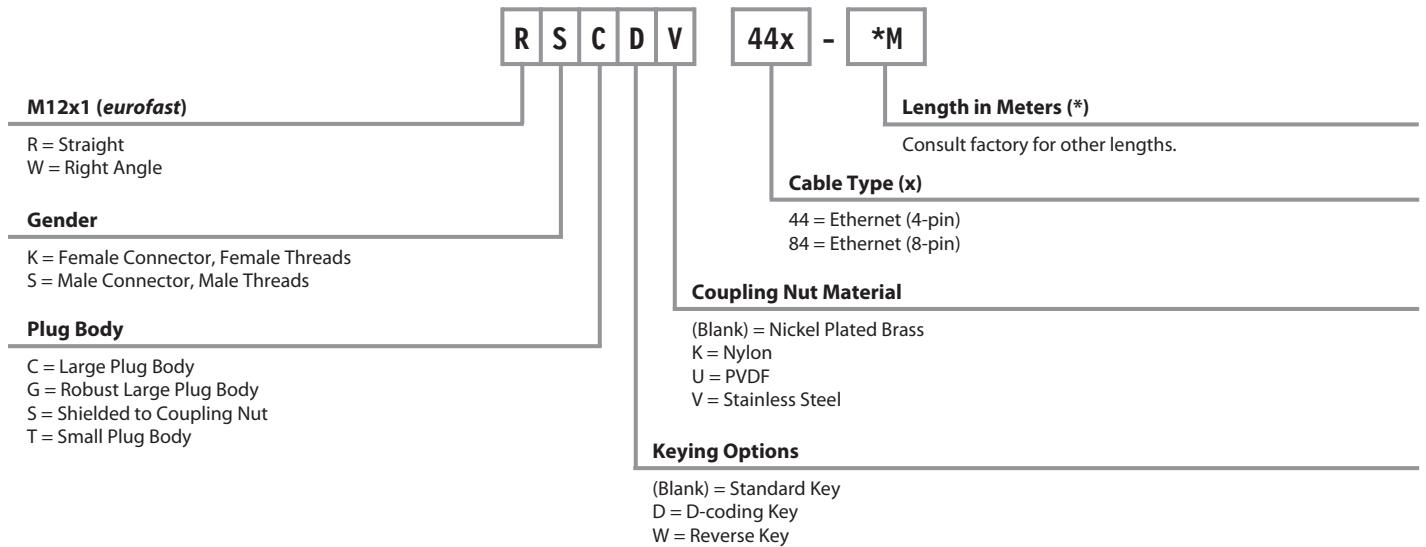 R S C D V 44x - *M
M12x1 (eurofast)
R = Straight
W = Right Angle
Gender
K = Female Connector, Female Threads
S = Male Connector, Male Threads
Plug Body
C = Large Plug Body
G = Robust Large Plug Body
S = Shielded to Coupling Nut
T = Small Plug Body
Length in Meters (*)
Consult factory for other lengths.
Cable Type (x)
44 = Ethernet (4-pin)
84 = Ethernet (8-pin)
Coupling Nut Material
(Blank) = Nickel Plated Brass
K = Nylon
U = PVDF
V = Stainless Steel
Keying Options
(Blank) = Standard Key
D = D-coding Key
W = Reverse Key